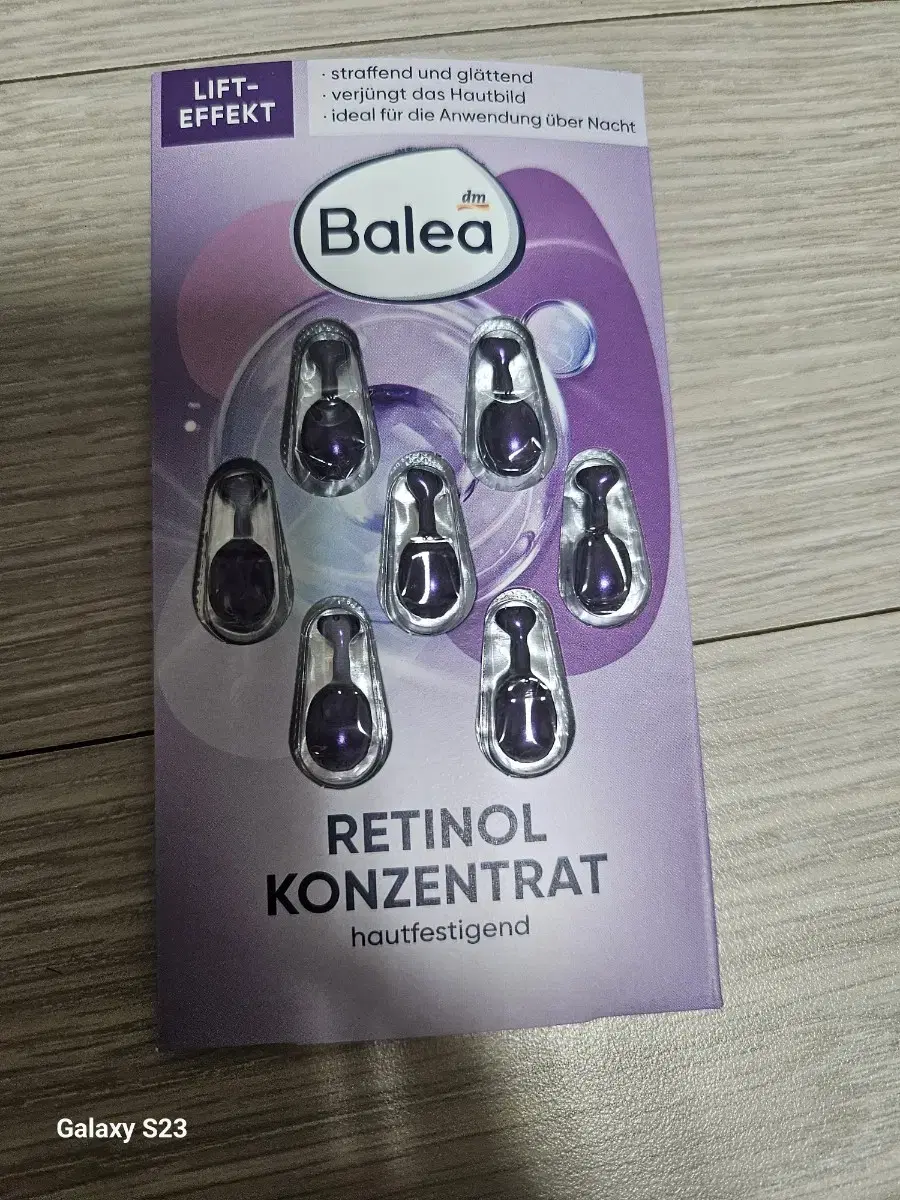 LIFT-
EFFEKT
· straffend und glättend
· verjüngt das Hautbild
· ideal für die Anwendung über Nacht
dm
Balea
RETINOL
KONZENTRAT
hautfestigend
Galaxy S23